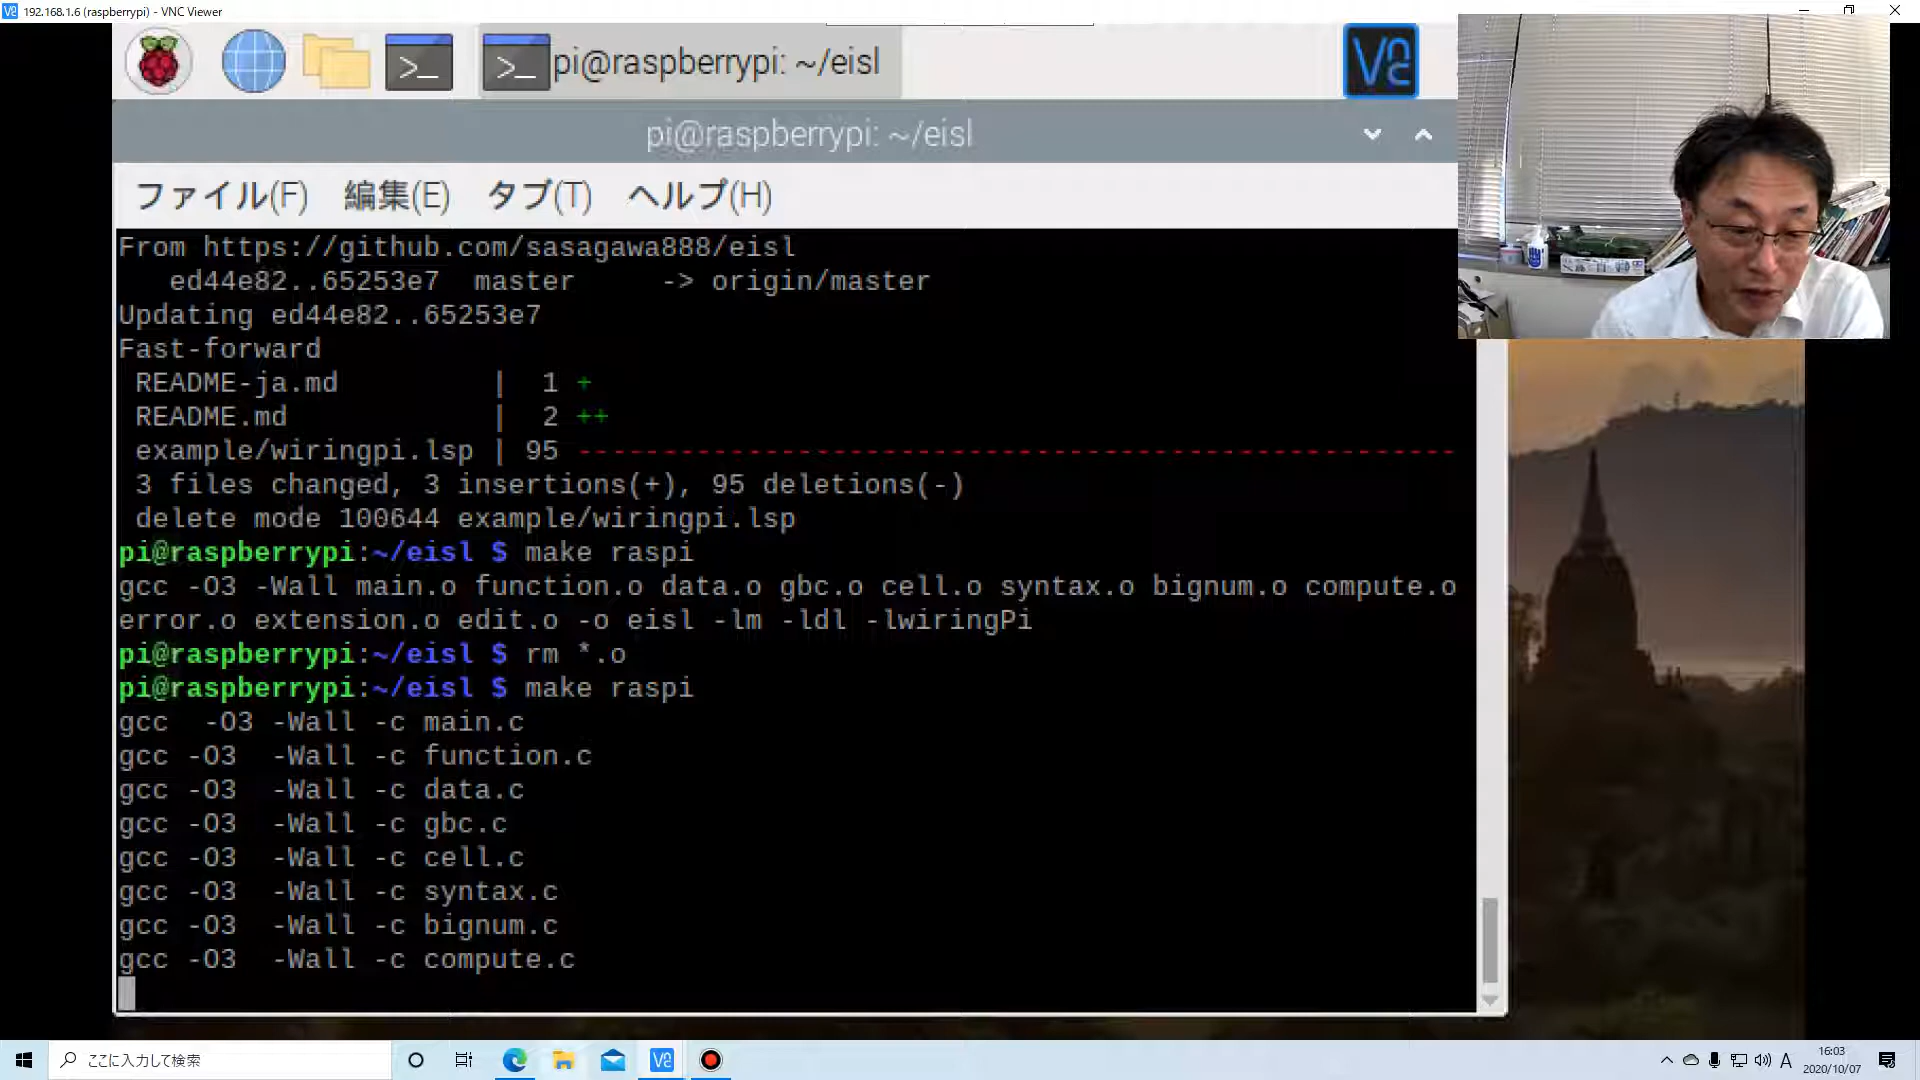 192.168.1.6 (raspberrypi) - VNC Viewer
pi@raspberrypi: ~/eisl
pi@raspberrypi: ~/eisl
ファイル(F) 編集(E) タブ(T) ヘルプ(H)
From https://github.com/sasagawa888/eisl
ed44e82..65253e7 master -> origin/master
Updating ed44e82..65253e7
Fast-forward
README-ja.md | 1 +
README.md | 2 ++
example/wiringpi.lsp | 95 ----------------------------------------------------
3 files changed, 3 insertions(+), 95 deletions(-)
delete mode 100644 example/wiringpi.lsp
pi@raspberrypi:~/eisl $ make raspi
gcc -O3 -Wall main.o function.o data.o gbc.o cell.o syntax.o bignum.o compute.o
error.o extension.o edit.o -o eisl -lm -ldl -lwiringPi
pi@raspberrypi:~/eisl $ rm *.o
pi@raspberrypi:~/eisl $ make raspi
gcc  -O3 -Wall -c main.c
gcc -O3  -Wall -c function.c
gcc -O3  -Wall -c data.c
gcc -O3  -Wall -c gbc.c
gcc -O3  -Wall -c cell.c
gcc -O3  -Wall -c syntax.c
gcc -O3  -Wall -c bignum.c
gcc -O3  -Wall -c compute.c
ここに入力して検索
A
16:03
2020/10/07